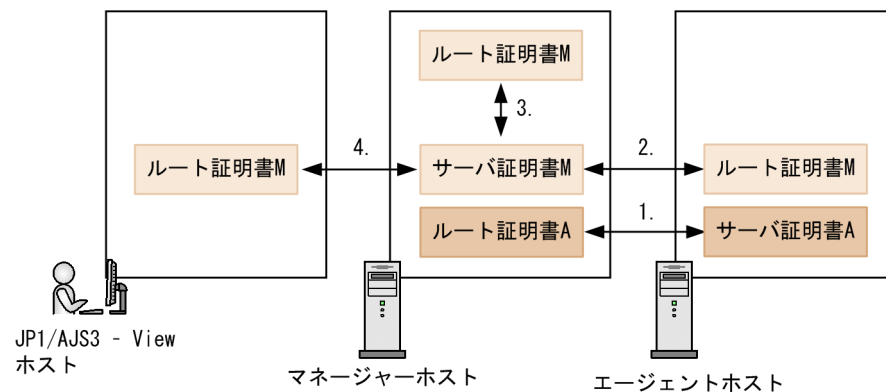 ルート証明書M
3.
4.
2.
ルート証明書M
サーバ証明書M
ルート証明書M
1.
ルート証明書A
サーバ証明書A
JP1/AJS3 - View
ホスト
マネージャーホスト
エージェントホスト